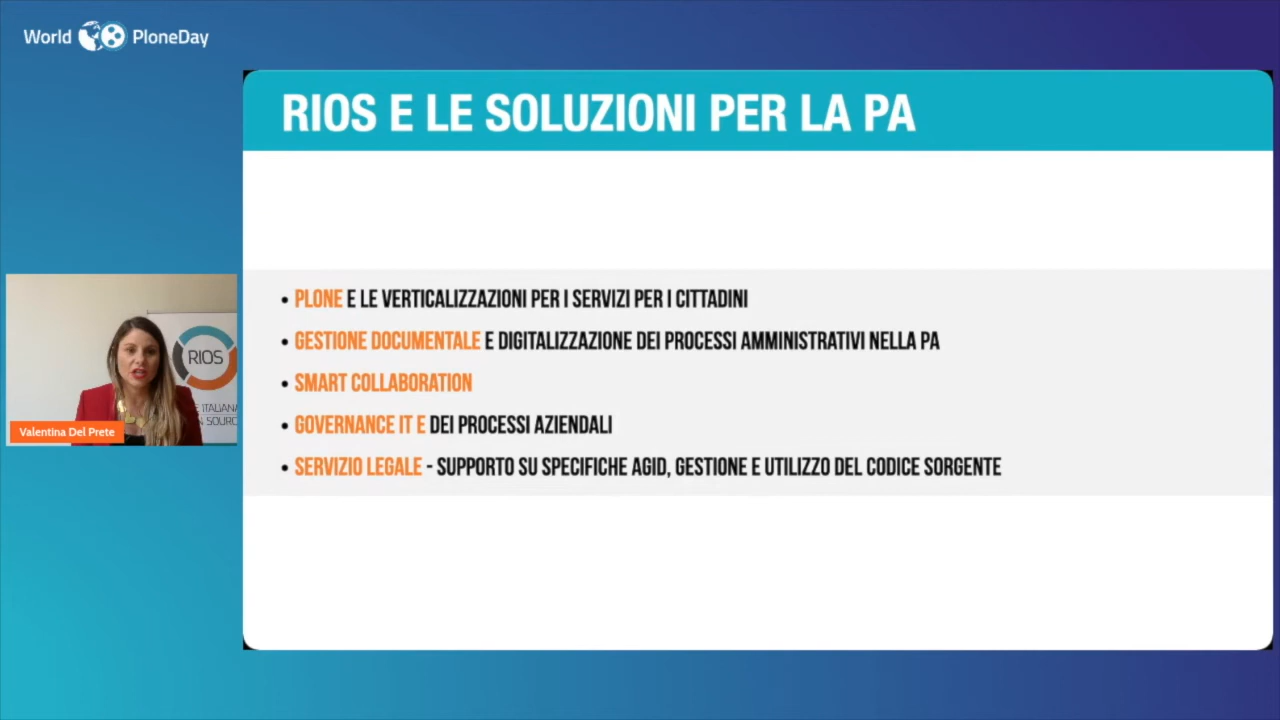 World PloneDay
RIOS E LE SOLUZIONI PER LA PA
• PLONE E LE VERTICALIZZAZIONI PER I SERVIZI PER I CITTADINI
• GESTIONE DOCUMENTALE E DIGITALIZZAZIONE DEI PROCESSI AMMINISTRATIVI NELLA PA
• SMART COLLABORATION
• GOVERNANCE IT E DEI PROCESSI AZIENDALI
• SERVIZIO LEGALE - SUPPORTO SU SPECIFICHE AGID, GESTIONE E UTILIZZO DEL CODICE SORGENTE
RIOS
E ITALIANA
SOURC
Valentina Del Prete